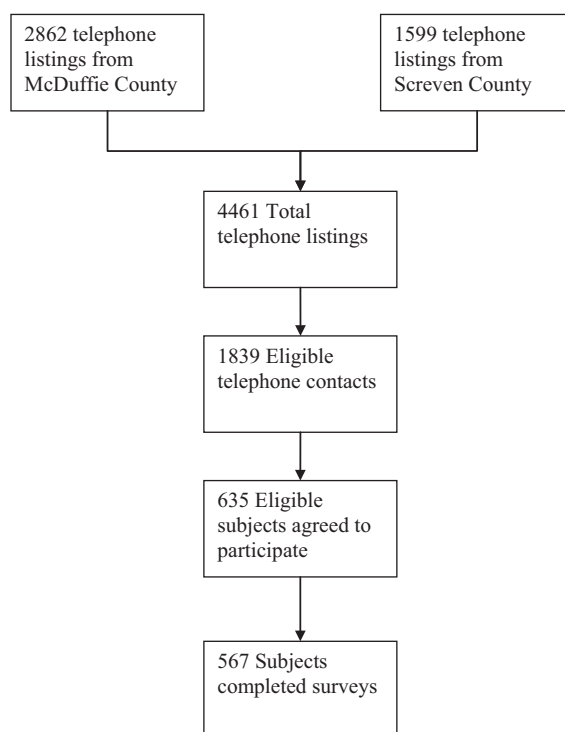 2862 telephone
listings from
McDuffie County
1599 telephone
listings from
Screven County
4461 Total
telephone listings
1839 Eligible
telephone contacts
635 Eligible
subjects agreed to
participate
567 Subjects
completed surveys